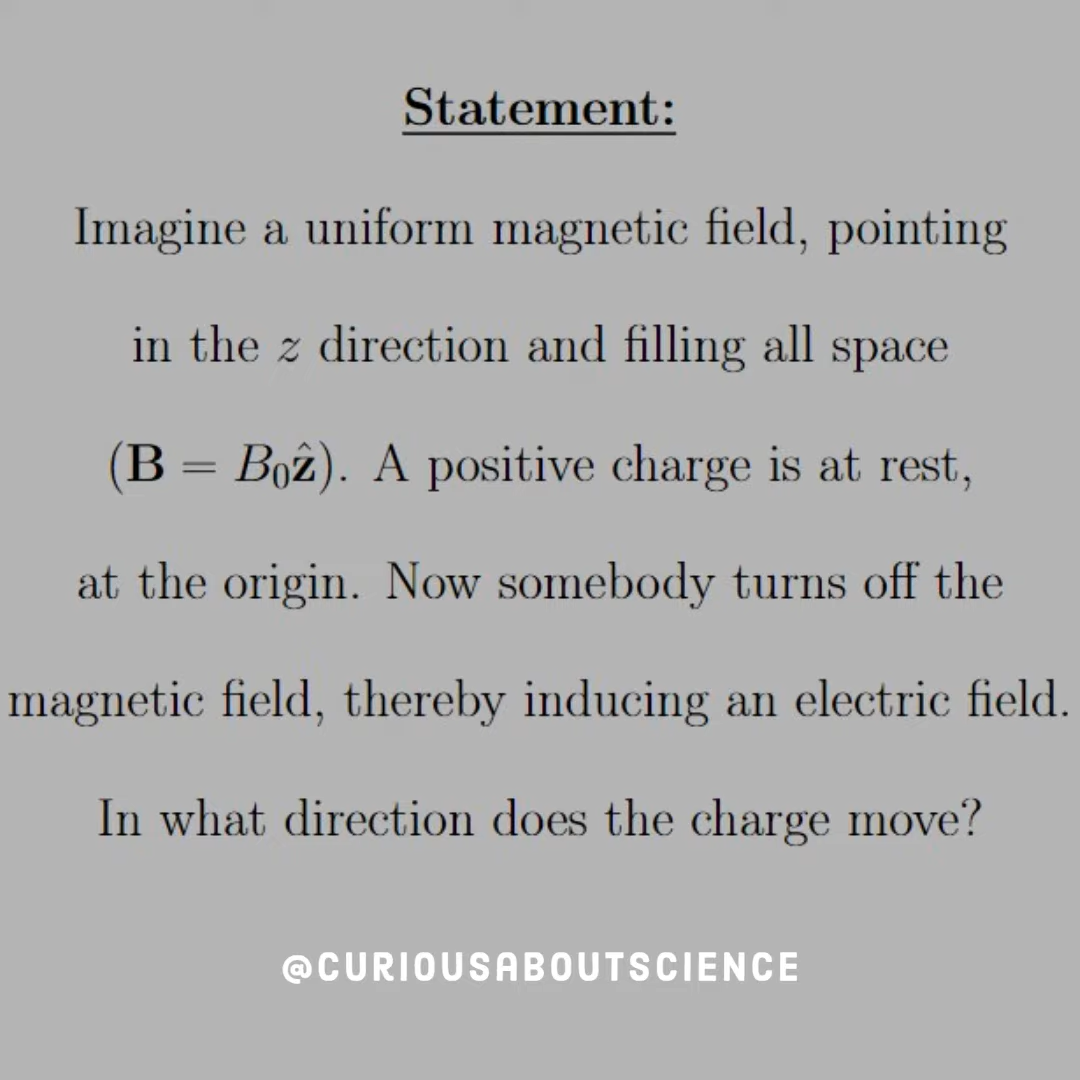 Statement:
Imagine a uniform magnetic field, pointing
in the z direction and filling all space
(B = B₀ẑ). A positive charge is at rest,
at the origin. Now somebody turns off the
magnetic field, thereby inducing an electric field.
In what direction does the charge move?
@CURIOUSABOUTSCIENCE